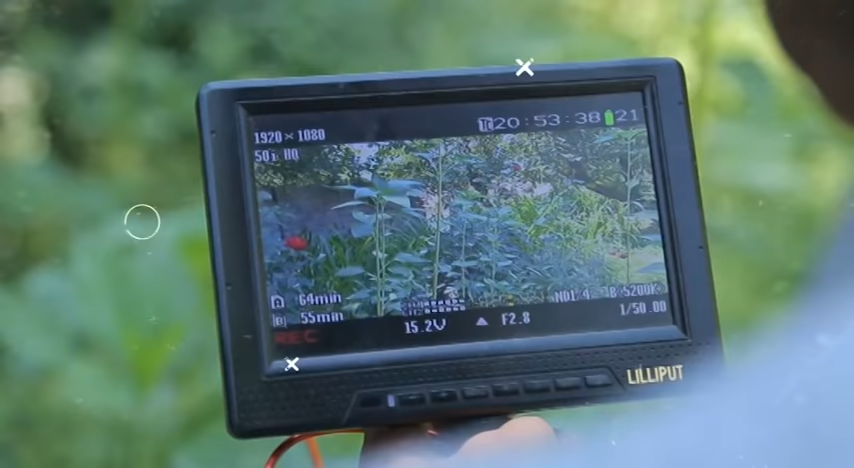 1920×1080
TC20:53:38 21
50i HQ
A 64min
B 55min
ND1:4 B 5200K
REC
15.2V F2.8
1/50.00
LILLIPUT